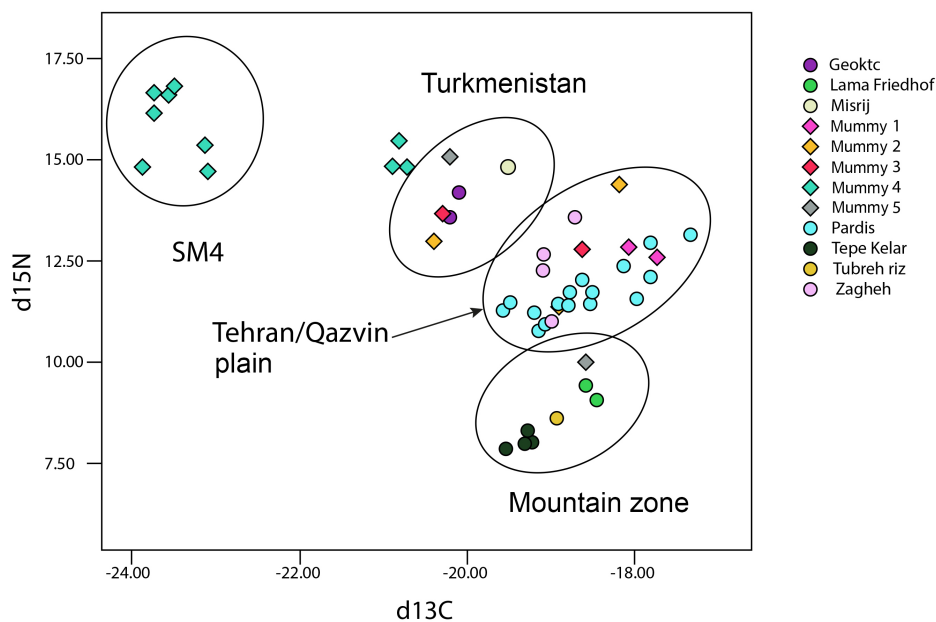 17.50
15.00
12.50
10.00
7.50
d15N
-24.00
-22.00
-20.00
-18.00
d13C
SM4
Turkmenistan
Tehran/Qazvin
plain
Mountain zone
Geoktc
Lama Friedhof
Misrij
Mummy 1
Mummy 2
Mummy 3
Mummy 4
Mummy 5
Pardis
Tepe Kelar
Tubreh riz
Zagheh